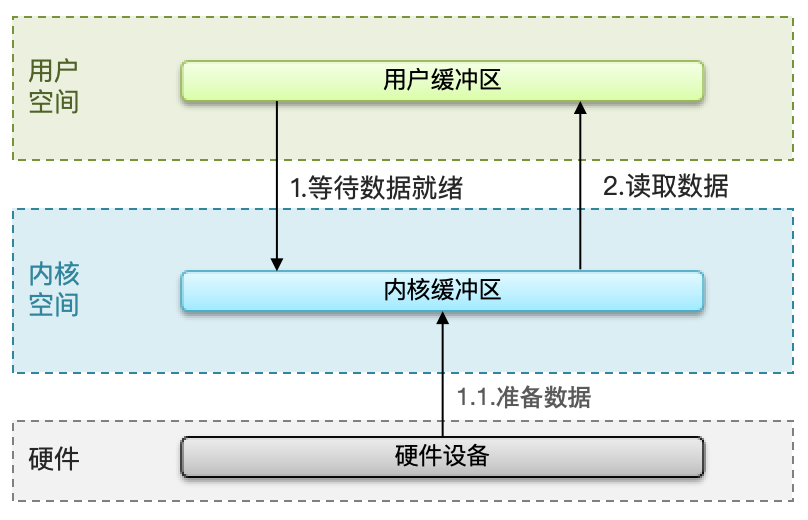 用户
空间
用户缓冲区
1.等待数据就绪
2.读取数据
内核
空间
内核缓冲区
1.1.准备数据
硬件
硬件设备